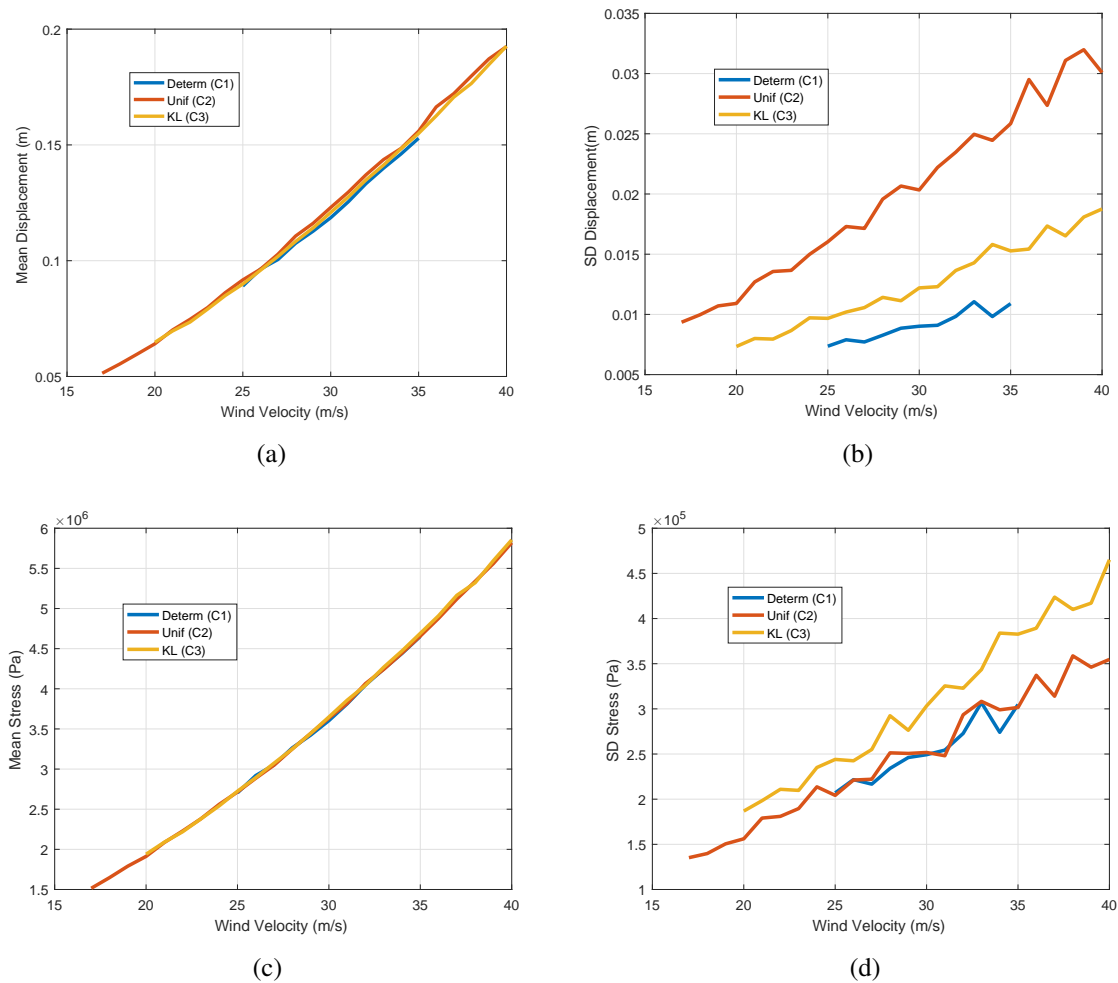 0.2
0.15
0.1
0.05
Mean Displacement (m)
Determ (C1)
Unif (C2)
KL (C3)
15 20 25 30 35 40
Wind Velocity (m/s)
(a)
0.035
0.03
0.025
0.02
0.015
0.01
0.005
SD Displacement(m)
Determ (C1)
Unif (C2)
KL (C3)
15 20 25 30 35 40
Wind Velocity (m/s)
(b)
×10⁶
6
5.5
5
4.5
4
3.5
3
2.5
2
1.5
Mean Stress (Pa)
Determ (C1)
Unif (C2)
KL (C3)
15 20 25 30 35 40
Wind Velocity (m/s)
(c)
×10⁵
5
4.5
4
3.5
3
2.5
2
1.5
1
SD Stress (Pa)
Determ (C1)
Unif (C2)
KL (C3)
15 20 25 30 35 40
Wind Velocity (m/s)
(d)